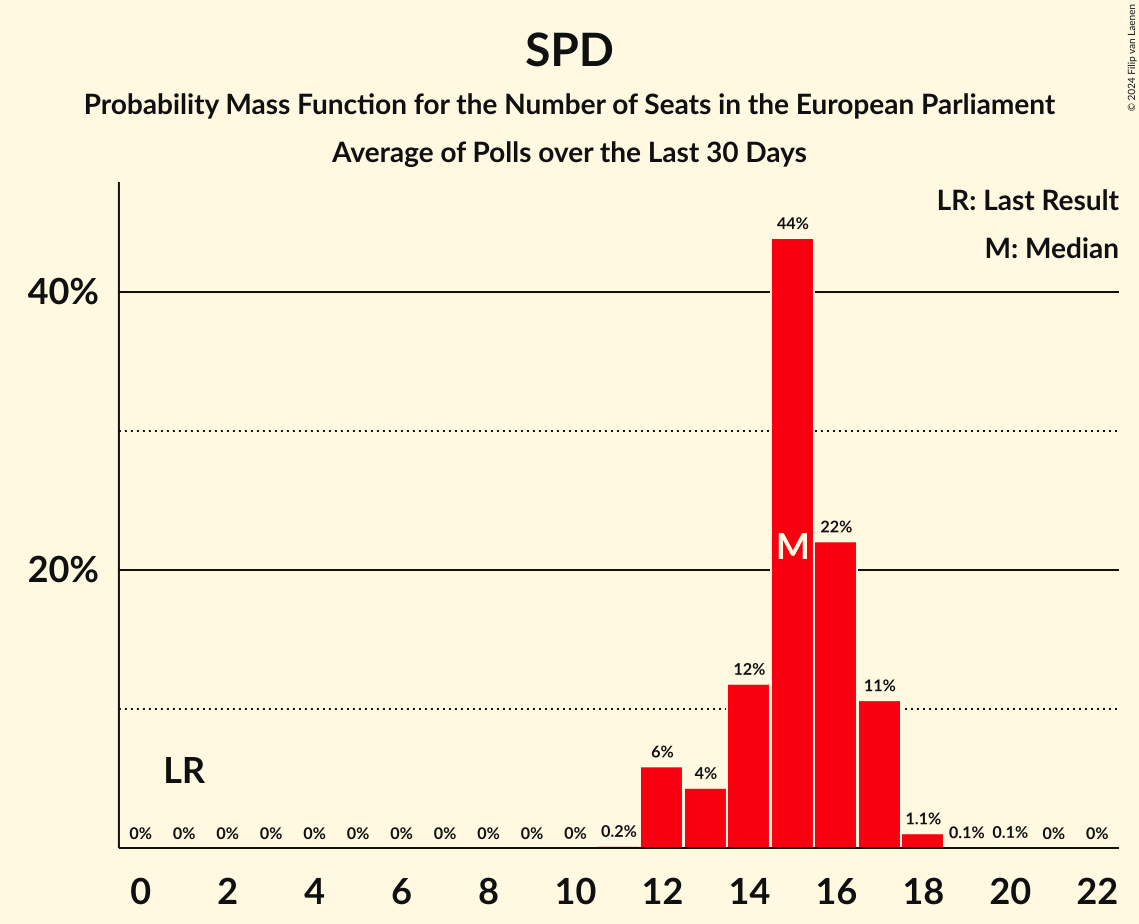 SPD
Probability Mass Function for the Number of Seats in the European Parliament
Average of Polls over the Last 30 Days
© 2024 Filip van Laenen
LR: Last Result
M: Median
44%
40%
22%
M
20%
12%
11%
6%
LR
4%
1.1%
0% 0% 0% 0% 0% 0% 0% 0% 0% 0% 0% 0.2% 0.1% 0.1% 0% 0%
0 2 4 6 8 10 12 14 16 18 20 22